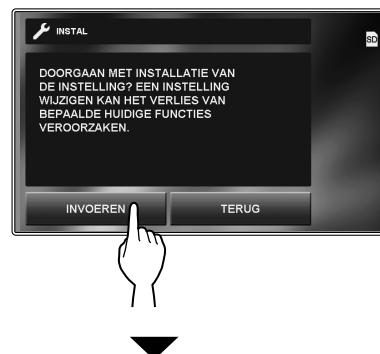 INSTAL
SD
DOORGAAN MET INSTALLATIE VAN
DE INSTELLING? EEN INSTELLING
WIJZIGEN KAN HET VERLIES VAN
BEPAALDE HUIDIGE FUNCTIES
VEROORZAKEN.
INVOEREN
TERUG